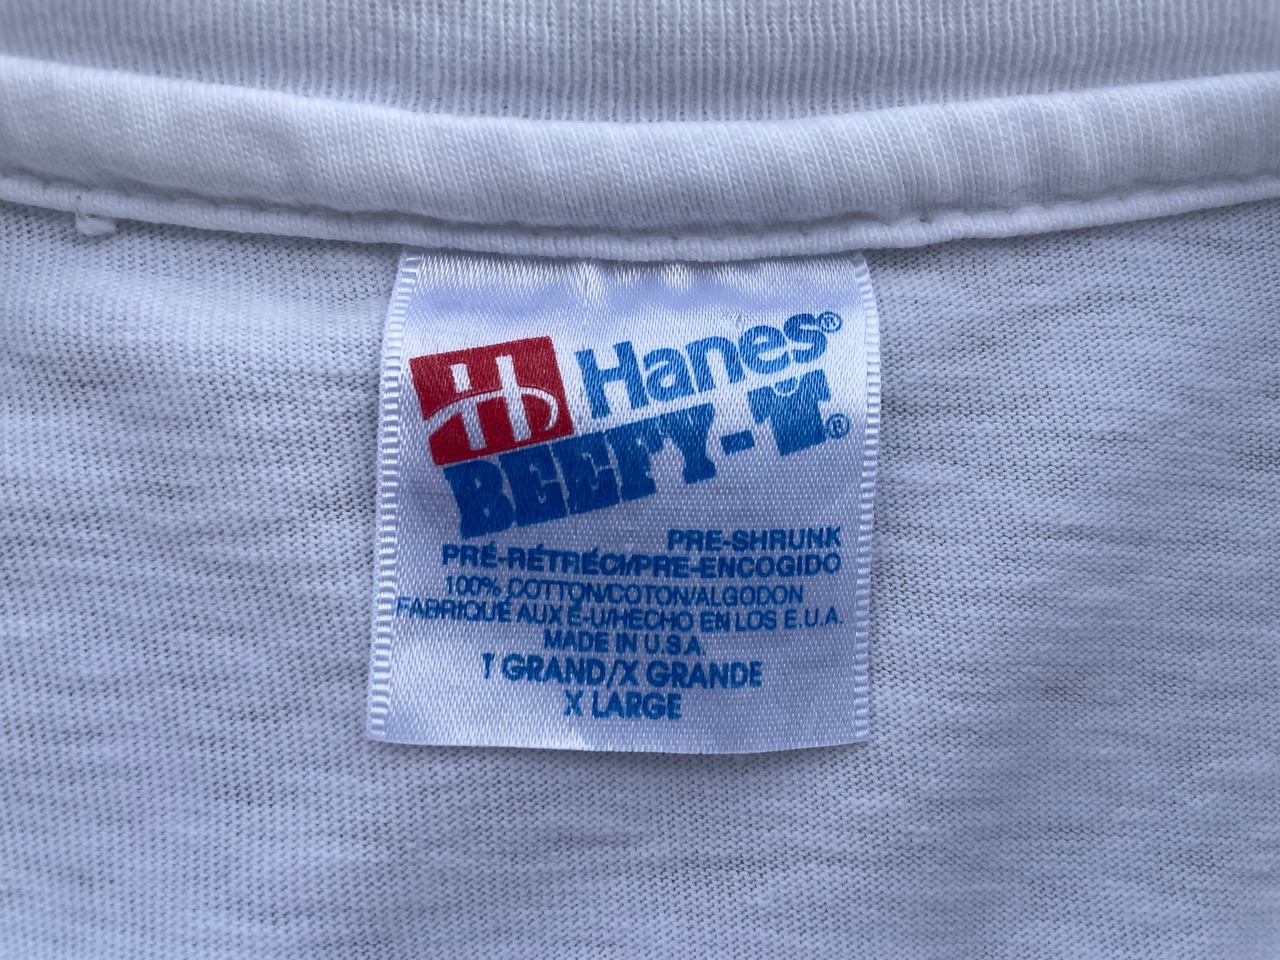 Hanes®
BEEFY-T®
PRE-SHRUNK
PRÉ-RÉTRÉCI/PRE-ENCOGIDO
100% COTTON/COTON/ALGODON
FABRIQUÉ AUX É-U/HECHO EN LOS E.U.A.
MADE IN U.S.A
T GRAND/X GRANDE
X LARGE